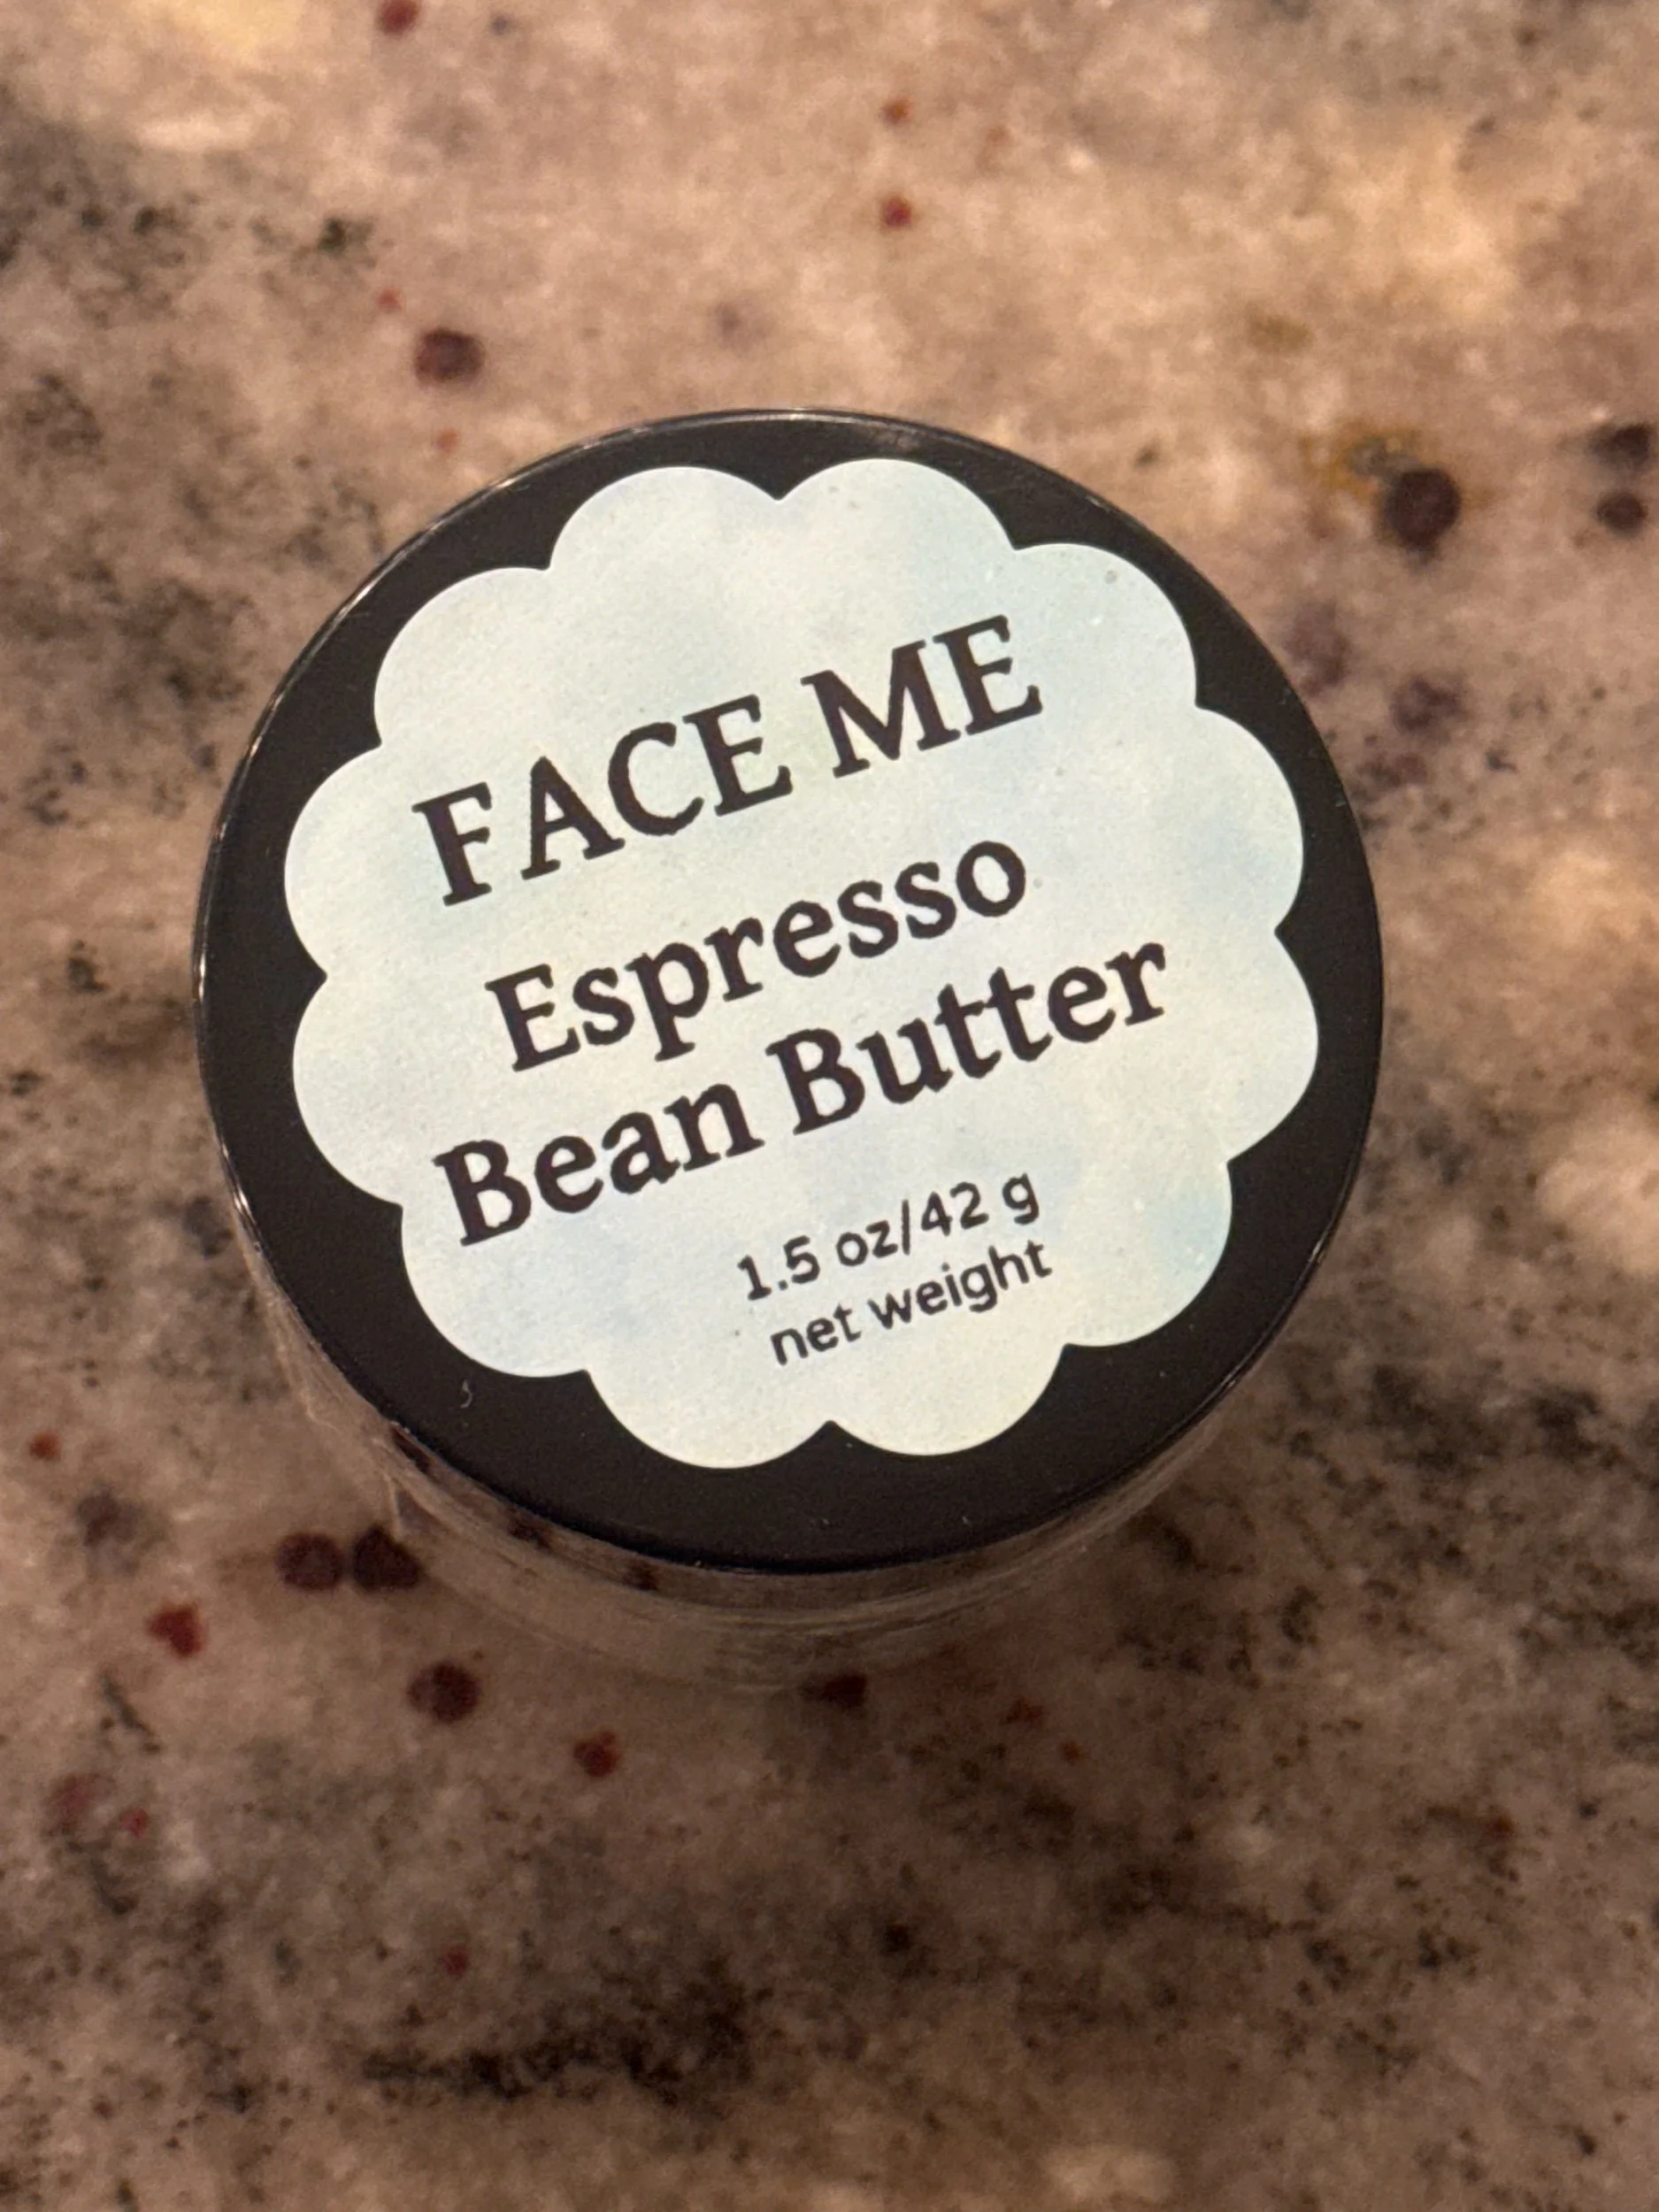 FACE ME
Espresso
Bean Butter
1.5 oz/42 g
net weight